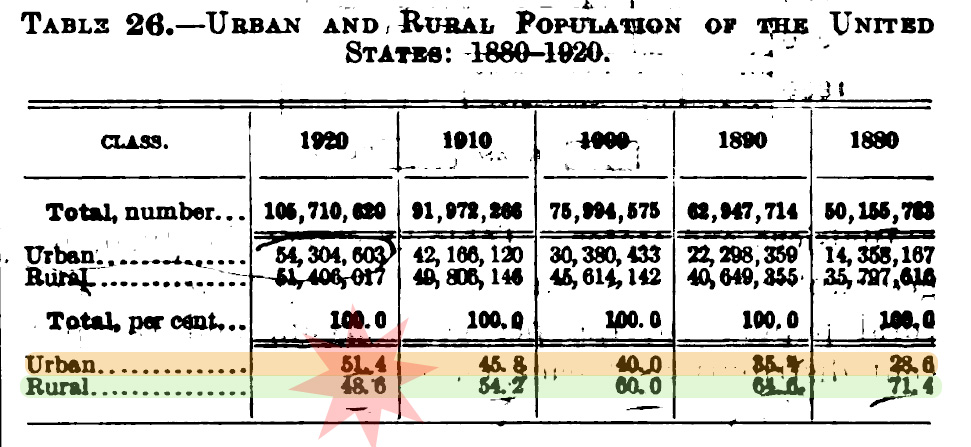 TABLE 26.—URBAN AND RURAL POPULATION OF THE UNITED
STATES: 1880–1920.
CLASS. 1920 1910 1900 1890 1880
Total, number... 105,710,620 91,972,266 75,994,575 62,947,714 50,155,783
Urban.............. 54,304,603 42,166,120 30,380,433 22,298,359 14,358,167
Rural.............. 51,406,017 49,806,146 45,614,142 40,649,355 35,797,616
Total, per cent... 100.0 100.0 100.0 100.0 100.0
Urban.............. 51.4 45.8 40.0 35.4 28.6
Rural.............. 48.6 54.2 60.0 64.6 71.4